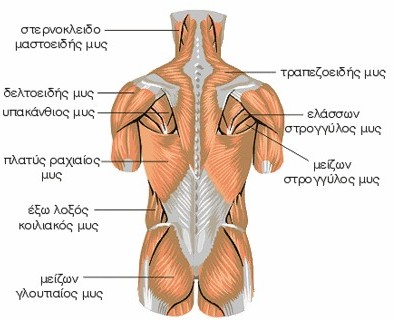 στερνοκλειδο
μαστοειδής μυς
δελτοειδής μυς
υπακάνθιος μυς
πλατύς ραχιαίος
μυς
έξω λοξός
κοιλιακός μυς
μείζων
γλουτιαίος μυς
τραπεζοειδής μυς
ελάσσων
στρογγύλος μυς
μείζων
στρογγύλος μυς